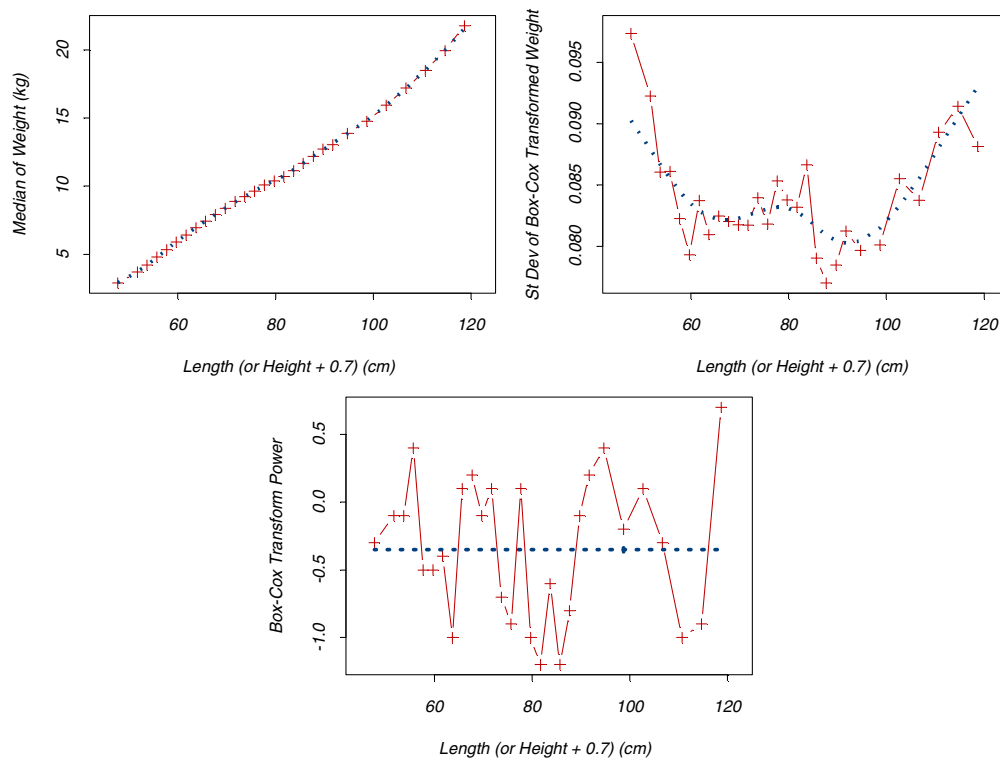 Median of Weight (kg)
20
15
10
5
60 80 100 120
Length (or Height + 0.7) (cm)
St Dev of Box-Cox Transformed Weight
0.095
0.090
0.085
0.080
60 80 100 120
Length (or Height + 0.7) (cm)
Box-Cox Transform Power
0.5
0.0
-0.5
-1.0
60 80 100 120
Length (or Height + 0.7) (cm)